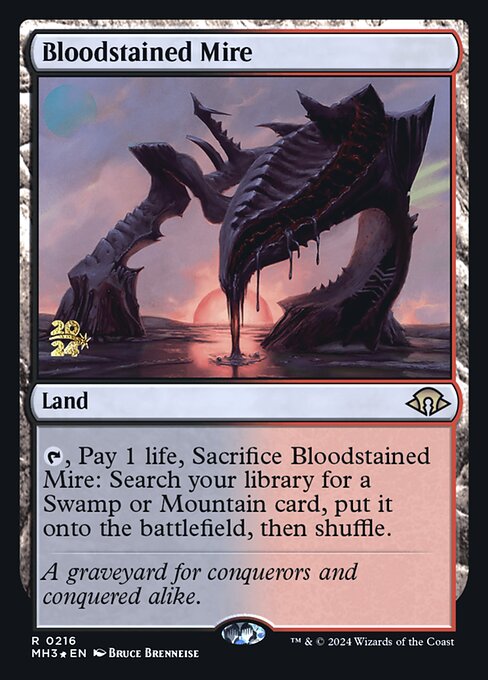 Bloodstained Mire
2024
Land
, Pay 1 life, Sacrifice Bloodstained
Mire: Search your library for a
Swamp or Mountain card, put it
onto the battlefield, then shuffle.
A graveyard for conquerors and
conquered alike.
R 0216
MH3★EN Bruce Brenneise
™ & © 2024 Wizards of the Coast